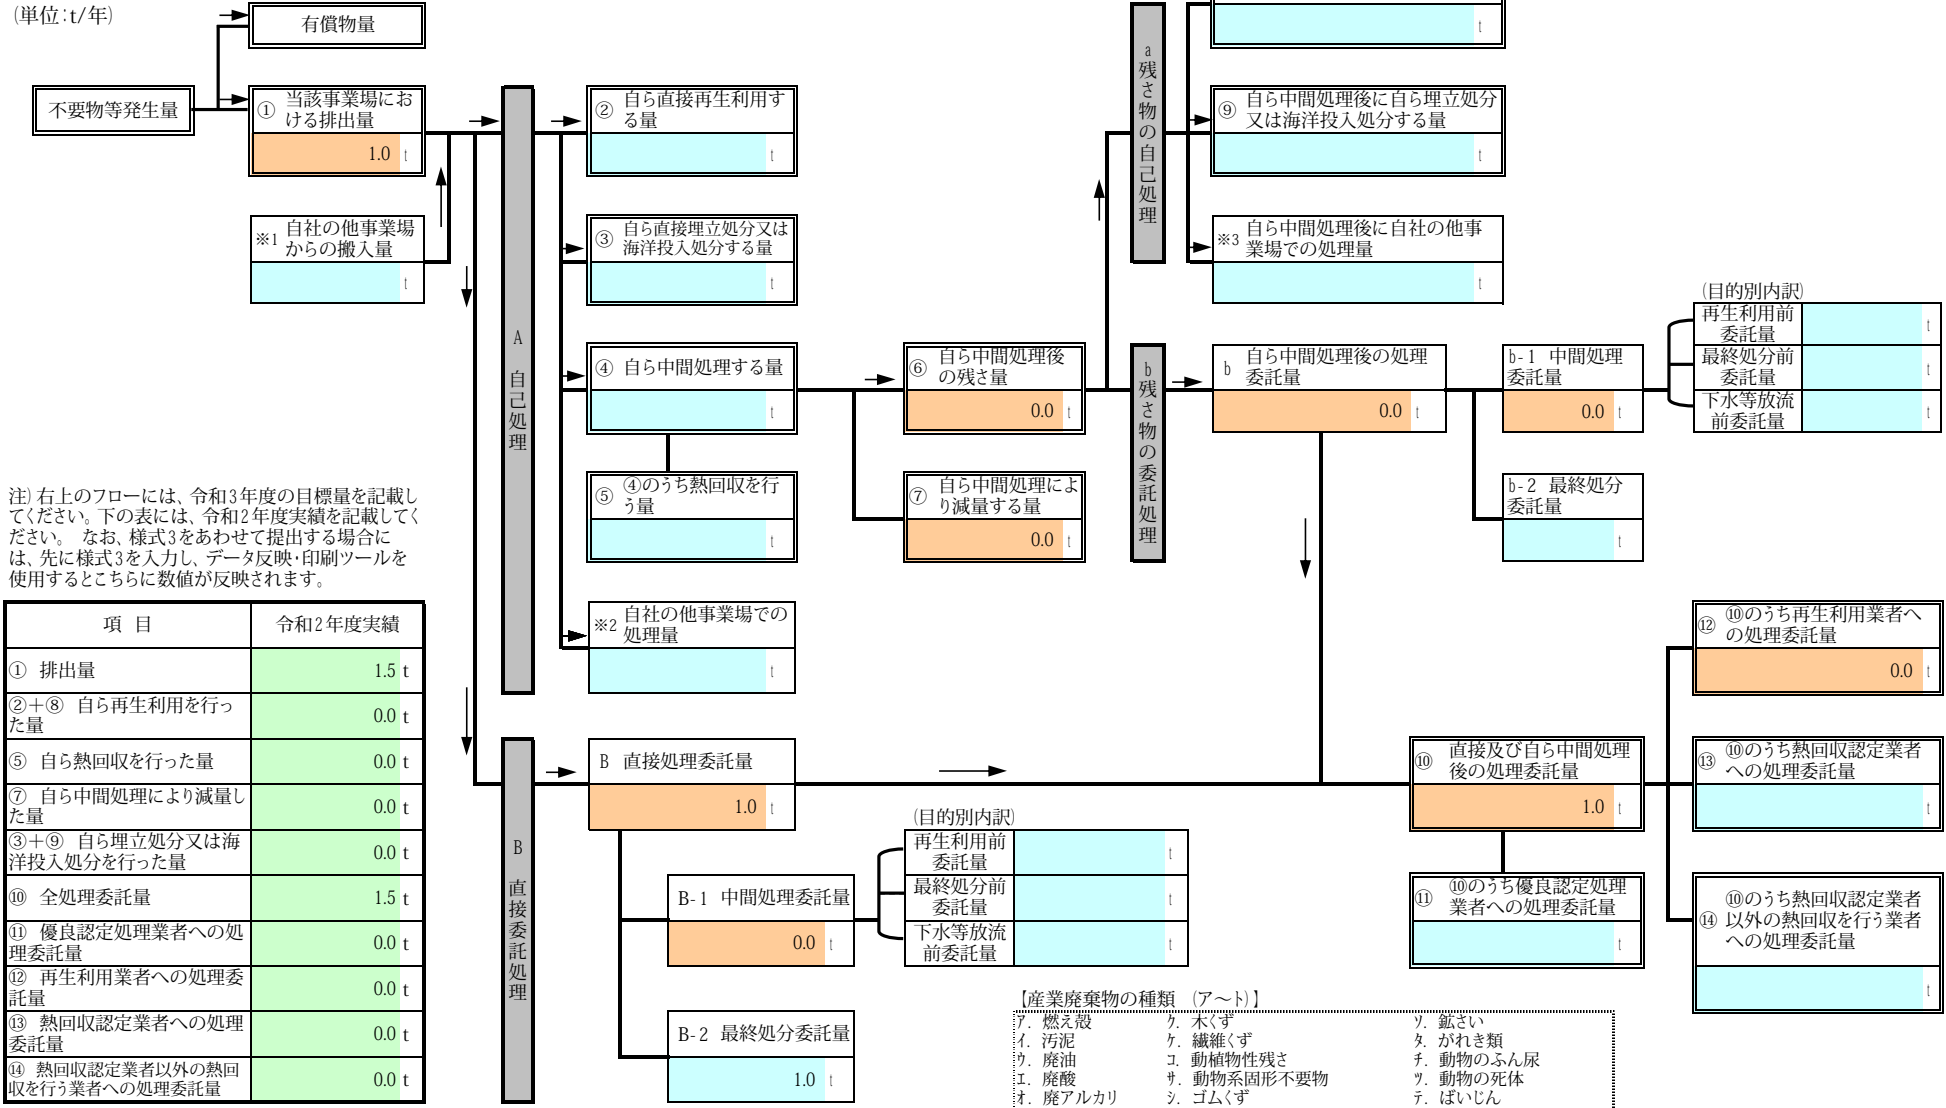 (単位:t/年)
有償物量
不要物等発生量
① 当該事業場にお
ける排出量
1.0 t
※1 自社の他事業場
からの搬入量
t
A 自己処理
② 自ら直接再生利用す
る量
t
③ 自ら直接埋立処分又は
海洋投入処分する量
t
④ 自ら中間処理する量
t
⑤ ④のうち熱回収を行
う量
t
※2 自社の他事業場での
処理量
t
⑥ 自ら中間処理後
の残さ量
0.0 t
⑦ 自ら中間処理によ
り減量する量
0.0 t
a 残さ物の自己処理
t
⑨ 自ら中間処理後に自ら埋立処分
又は海洋投入処分する量
t
※3 自ら中間処理後に自社の他事
業場での処理量
t
b 残さ物の委託処理
b 自ら中間処理後の処理
委託量
0.0 t
b-1 中間処理
委託量
0.0 t
b-2 最終処分
委託量
t
(目的別内訳)
再生利用前
委託量
t
最終処分前
委託量
t
下水等放流
前委託量
t
注)右上のフローには、令和3年度の目標量を記載し
てください。下の表には、令和2年度実績を記載してく
ださい。 なお、様式3をあわせて提出する場合に
は、先に様式3を入力し、データ反映・印刷ツールを
使用するとこちらに数値が反映されます。
項 目 令和2年度実績
① 排出量 1.5 t
②+⑧ 自ら再生利用を行っ
た量 0.0 t
⑤ 自ら熱回収を行った量 0.0 t
⑦ 自ら中間処理により減量し
た量 0.0 t
③+⑨ 自ら埋立処分又は海
洋投入処分を行った量 0.0 t
⑩ 全処理委託量 1.5 t
⑪ 優良認定処理業者への処
理委託量 0.0 t
⑫ 再生利用業者への処理委
託量 0.0 t
⑬ 熱回収認定業者への処理
委託量 0.0 t
⑭ 熱回収認定業者以外の熱回
収を行う業者への処理委託量 0.0 t
B 直接委託処理
B 直接処理委託量
1.0 t
B-1 中間処理委託量
0.0 t
B-2 最終処分委託量
1.0 t
(目的別内訳)
再生利用前
委託量
t
最終処分前
委託量
t
下水等放流
前委託量
t
⑩ 直接及び自ら中間処理
後の処理委託量
1.0 t
⑪ ⑩のうち優良認定処理
業者への処理委託量
t
⑫ ⑩のうち再生利用業者へ
の処理委託量
0.0 t
⑬ ⑩のうち熱回収認定業者
への処理委託量
t
⑭ ⑩のうち熱回収認定業者
以外の熱回収を行う業者
への処理委託量
t
【産業廃棄物の種類 (ア~ト)】
ア. 燃え殻 ク. 木くず ソ. 鉱さい
イ. 汚泥 ケ. 繊維くず タ. がれき類
ウ. 廃油 コ. 動植物性残さ チ. 動物のふん尿
エ. 廃酸 サ. 動物系固形不要物 ツ. 動物の死体
オ. 廃アルカリ シ. ゴムくず テ. ばいじん